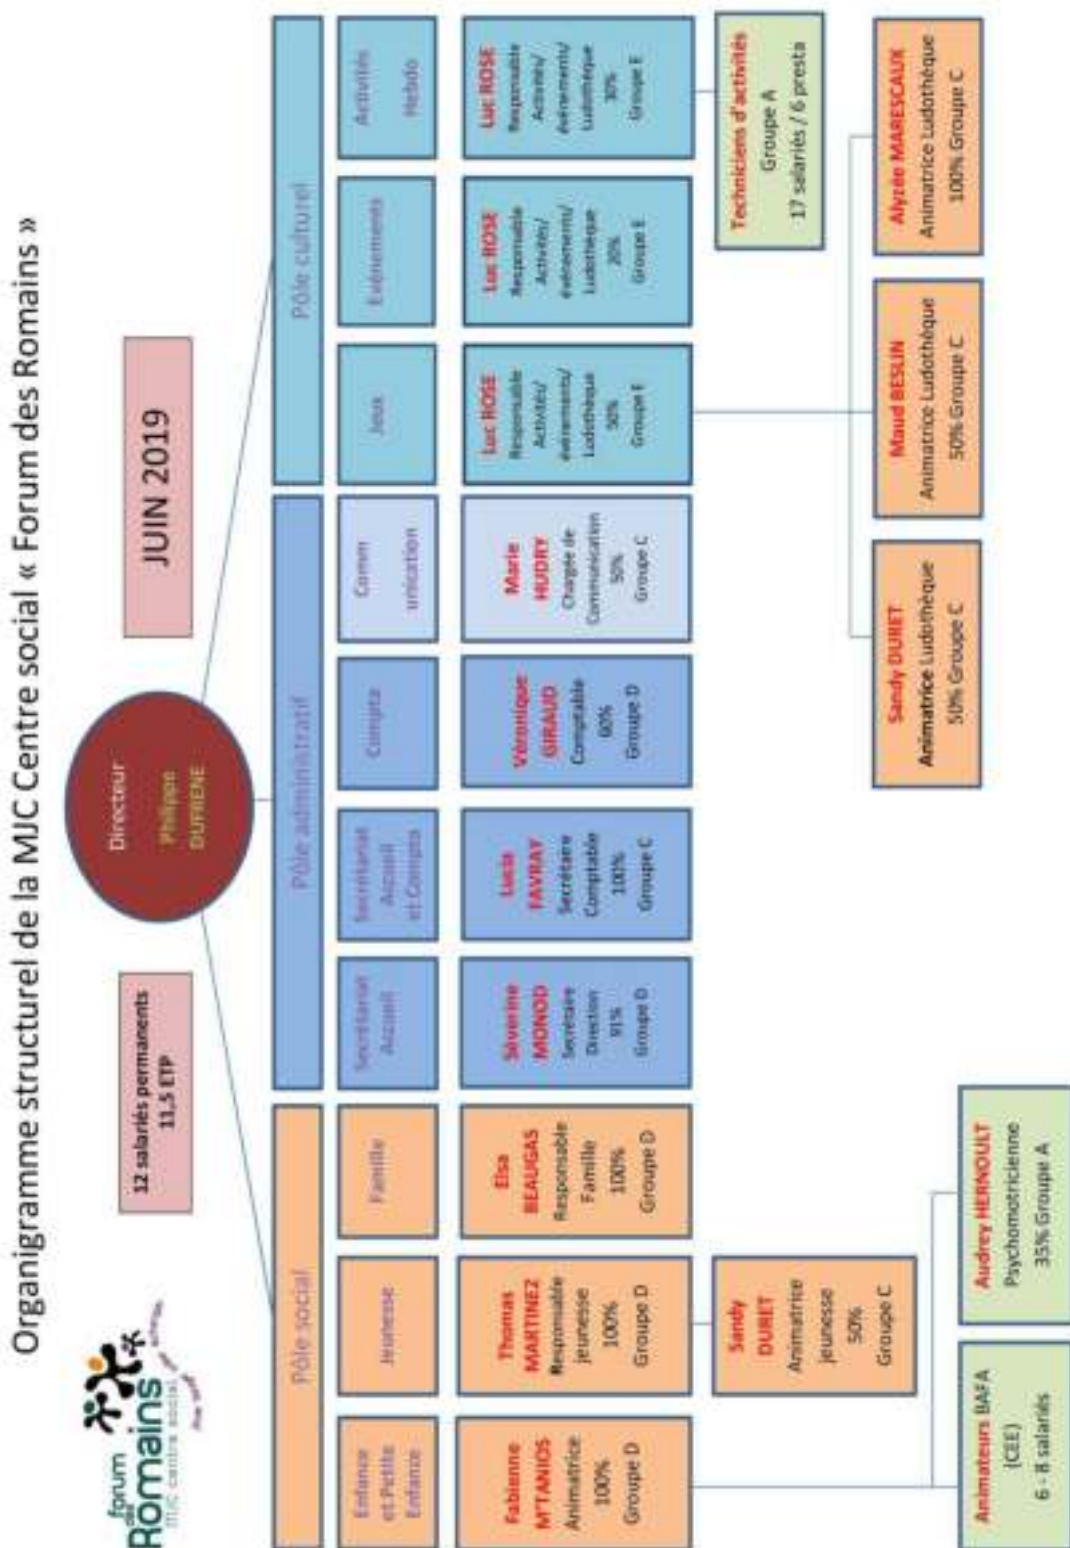 Organigramme structurel de la MJC Centre social « Forum des Romains »
forum
des
Romains
MJC centre social
12 salariés permanents
11,5 ETP
Directeur
Philippe
DUFRENE
JUIN 2019
Pôle social
Pôle administratif
Pôle culturel
Enfance
et Petite
Enfance
Jeunesse
Famille
Secrétariat
Accueil
Secrétariat
Accueil
et Compta
Compta
Comm
unication
Jeux
Evénements
Activités
Hebdo
Fabienne
M'TANIOS
Animatrice
100%
Groupe D
Thomas
MARTINEZ
Responsable
jeunesse
100%
Groupe D
Elsa
BEAUGAS
Responsable
Famille
100%
Groupe D
Séverine
MONOD
Secrétaire
Direction
91%
Groupe D
Lucie
FAVRAY
Secrétaire
Comptable
100%
Groupe C
Véronique
GIRAUD
Comptable
60%
Groupe D
Marie
HUDRY
Chargée de
Communication
50%
Groupe C
Luc ROSE
Responsable
Activités/
événements/
Ludothèque
50%
Groupe E
Luc ROSE
Responsable
Activités/
événements/
Ludothèque
20%
Groupe E
Luc ROSE
Responsable
Activités/
événements/
Ludothèque
30%
Groupe E
Sandy
DURET
Animatrice
jeunesse
50%
Groupe C
Techniciens d'activités
Groupe A
17 salariés / 6 presta
Sandy DURET
Animatrice Ludothèque
50% Groupe C
Maud BESLIN
Animatrice Ludothèque
50% Groupe C
Alyzée MARESCAUX
Animatrice Ludothèque
100% Groupe C
Animateurs BAFA
(CEE)
6 - 8 salariés
Audrey HERNOULT
Psychomotricienne
35% Groupe A